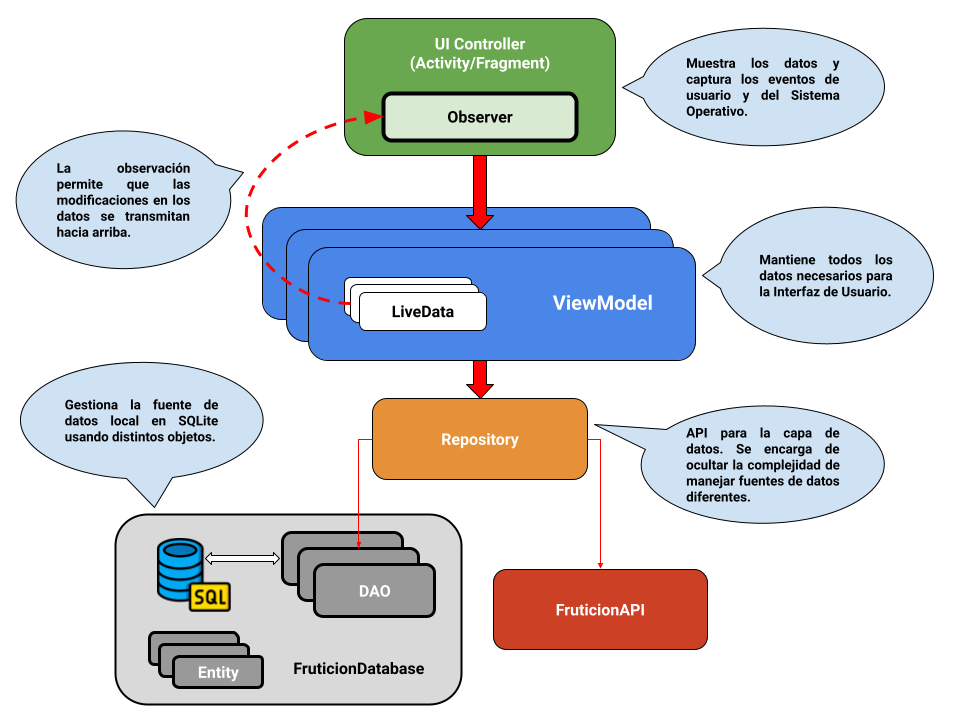 UI Controller
(Activity/Fragment)
Observer
Muestra los datos y
captura los eventos de
usuario y del Sistema
Operativo.
La observación
permite que las
modificaciones en los
datos se transmitan
hacia arriba.
LiveData
ViewModel
Mantiene todos los
datos necesarios para
la Interfaz de Usuario.
Gestiona la fuente de
datos local en SQLite
usando distintos objetos.
Repository
API para la capa de
datos. Se encarga de
ocultar la complejidad de
manejar fuentes de datos
diferentes.
SQL
DAO
Entity
FruticionDatabase
FruticionAPI